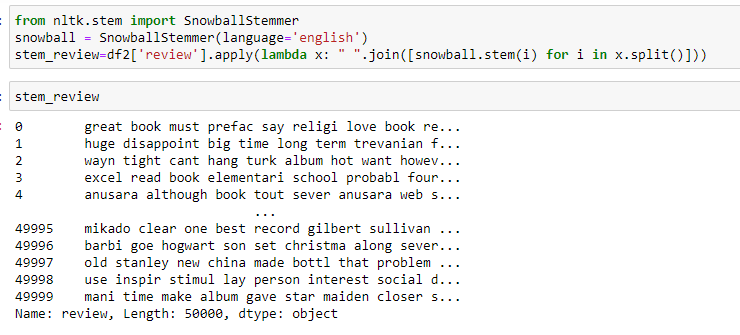 from nltk.stem import SnowballStemmer
snowball = SnowballStemmer(language='english')
stem_review=df2['review'].apply(lambda x: " ".join([snowball.stem(i) for i in x.split()]))
stem_review
0        great book must prefac say religi love book re...
1        huge disappoint big time long term trevanian f...
2        wayn tight cant hang turk album hot want howev...
3        excel read book elementari school probabl four...
4        anusara although book tout sever anusara web s...
                               ...
49995    mikado clear one best record gilbert sullivan ...
49996    barbi goe hogwart son set christma along sever...
49997    old stanley new china made bottl that problem ...
49998    use inspir stimul lay person interest social d...
49999    mani time make album gave star maiden closer s...
Name: review, Length: 50000, dtype: object